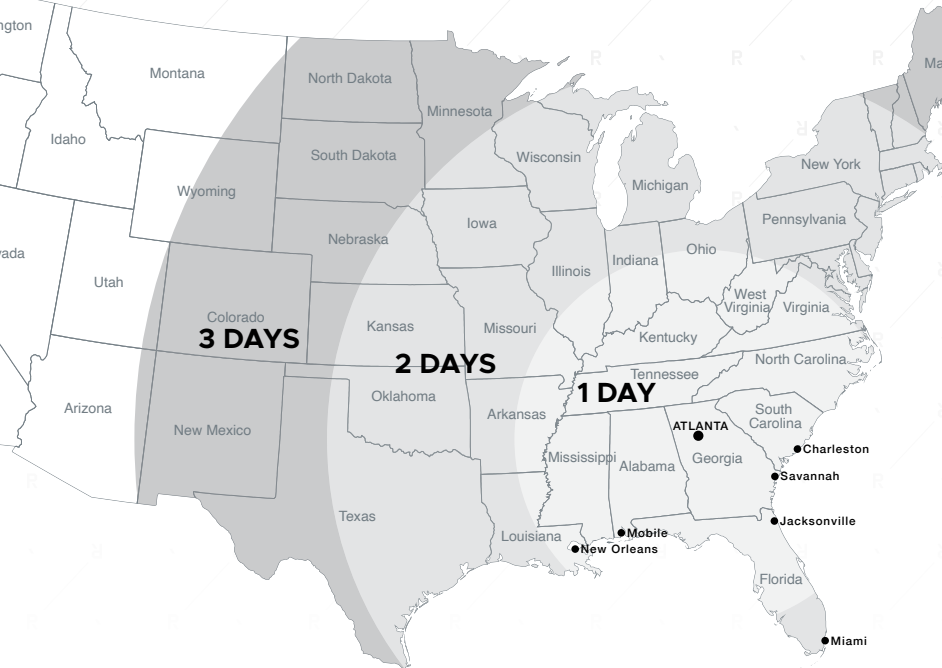 ngton
Montana
North Dakota
Minnesota
Ma
Idaho
South Dakota
Wisconsin
New York
Wyoming
Michigan
Pennsylvania
Iowa
Nebraska
Ohio
vada
Indiana
Illinois
Utah
West
Virginia
Virginia
Colorado
3 DAYS
Kansas
Missouri
Kentucky
2 DAYS
North Carolina
Tennessee
1 DAY
Oklahoma
Arizona
Arkansas
South
Carolina
New Mexico
ATLANTA
Charleston
Mississippi
Alabama
Georgia
Savannah
Texas
Jacksonville
Louisiana
Mobile
New Orleans
Florida
Miami